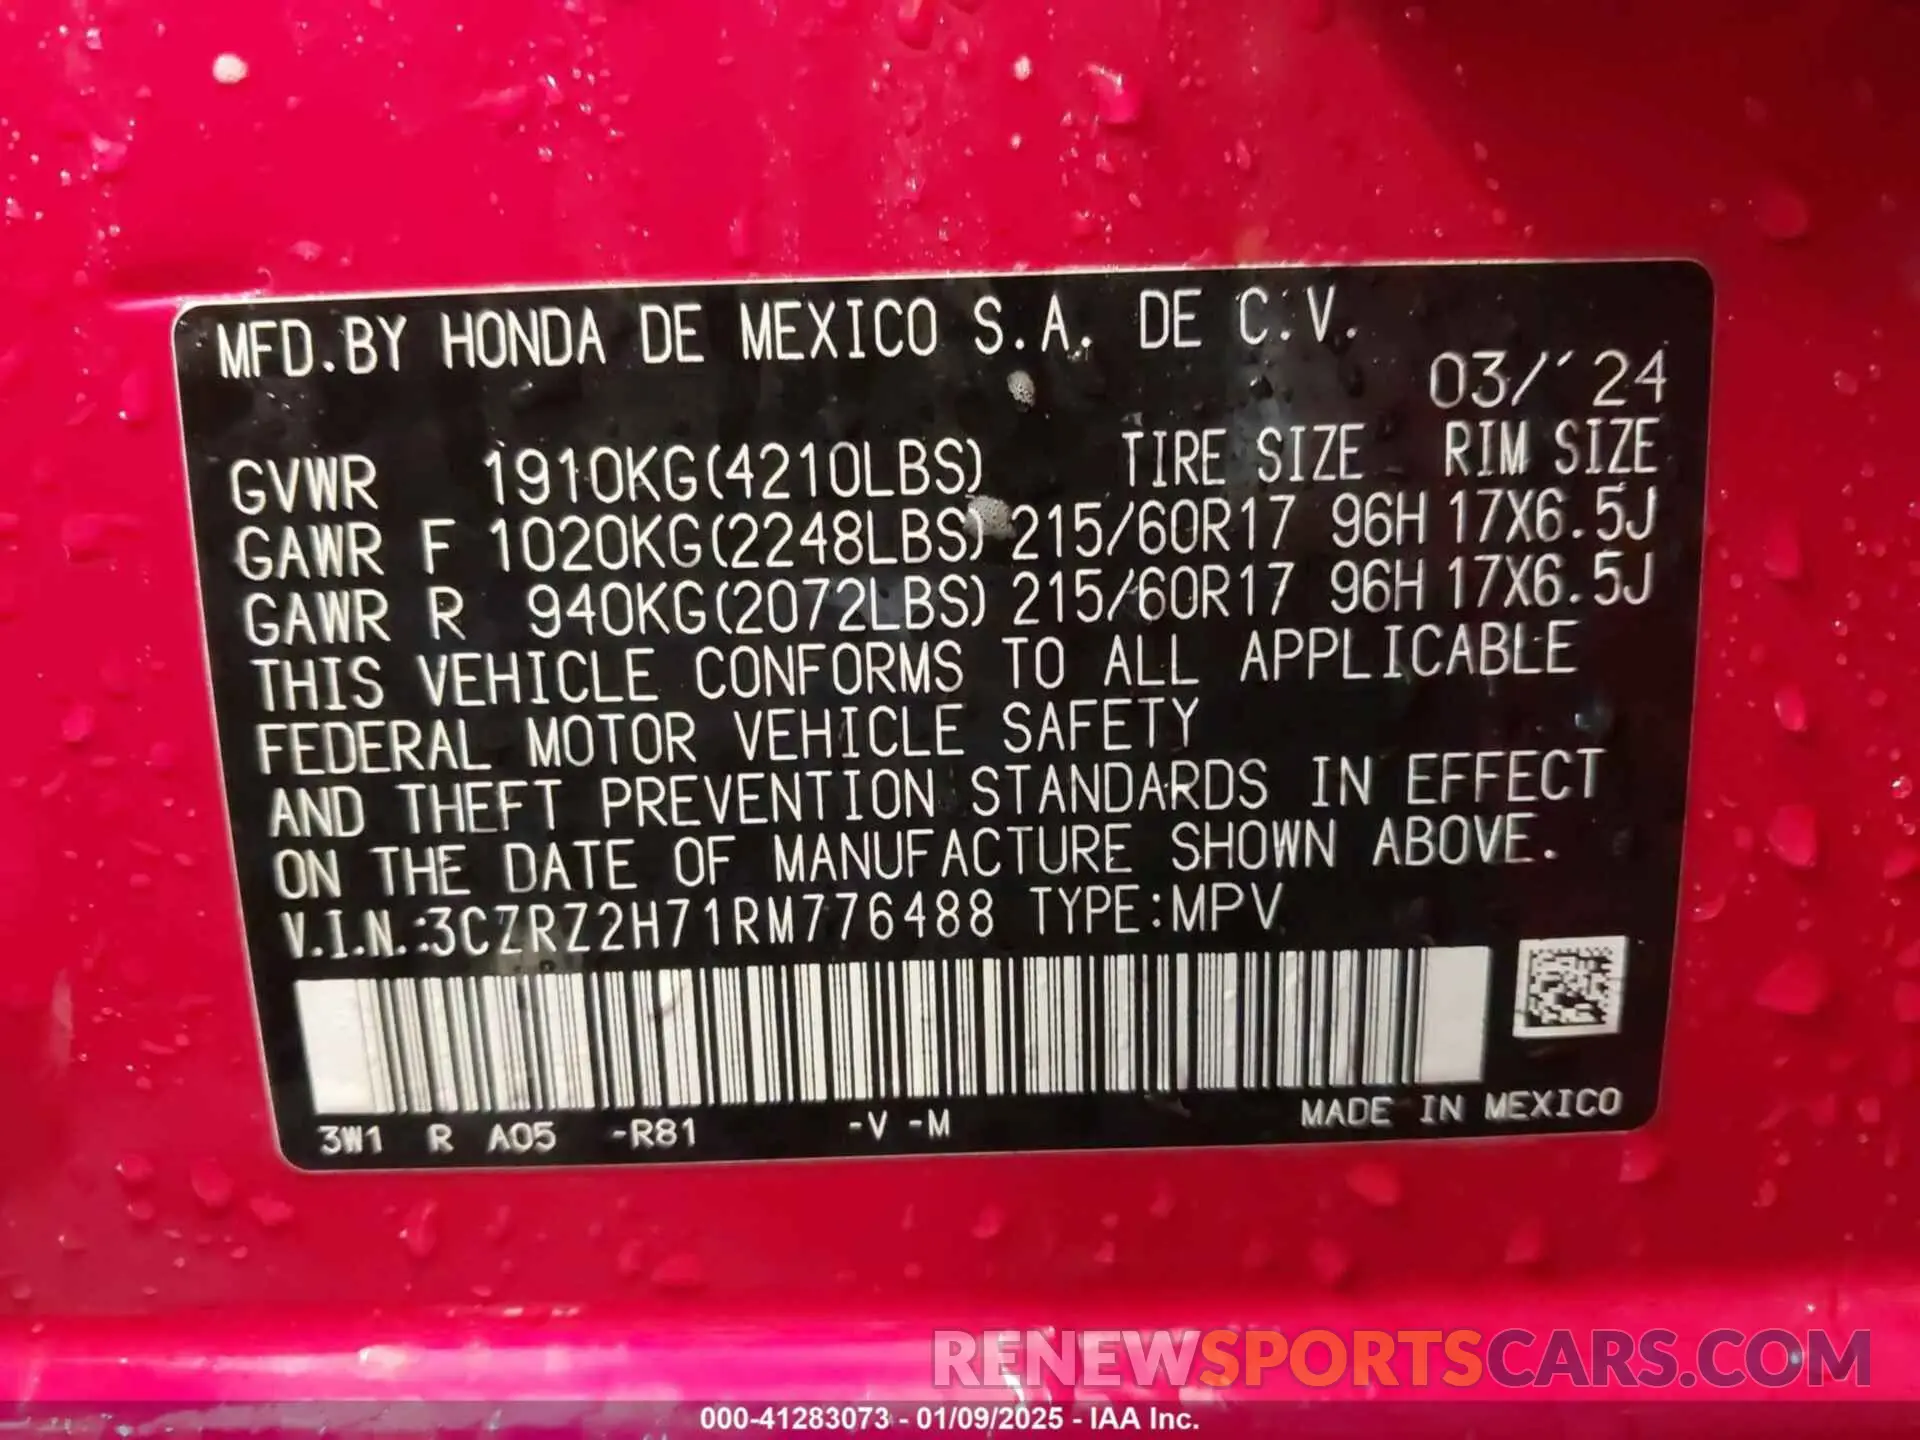 MFD.BY HONDA DE MEXICO S.A. DE C.V.
03/'24
GVWR 1910KG(4210LBS) TIRE SIZE RIM SIZE
GAWR F 1020KG(2248LBS) 215/60R17 96H 17X6.5J
GAWR R 940KG(2072LBS) 215/60R17 96H 17X6.5J
THIS VEHICLE CONFORMS TO ALL APPLICABLE
FEDERAL MOTOR VEHICLE SAFETY
AND THEFT PREVENTION STANDARDS IN EFFECT
ON THE DATE OF MANUFACTURE SHOWN ABOVE.
V.I.N.:3CZRZ2H71RM776488 TYPE:MPV
3W1 R A05 -R81 -V -M MADE IN MEXICO
RENEWSPORTSCARS.COM
000-41283073 - 01/09/2025 - IAA Inc.